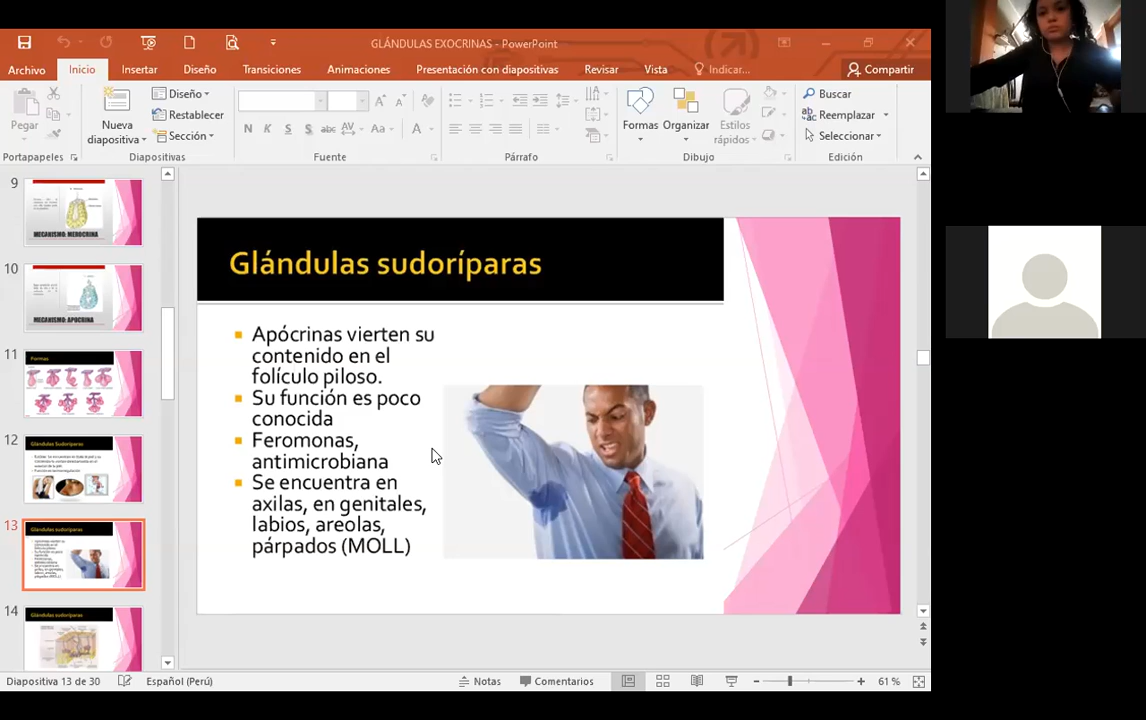 GLÁNDULAS EXOCRINAS - PowerPoint
Archivo Inicio Insertar Diseño Transiciones Animaciones Presentación con diapositivas Revisar Vista Indicar... Compartir
Pegar
Nueva diapositiva
Diseño
Restablecer
Sección
N K S S abc AV Aa A
Formas Organizar Estilos rápidos
Buscar
Reemplazar
Seleccionar
Portapapeles Diapositivas Fuente Párrafo Dibujo Edición
9
MECANISMO: MEROCRINA
10
MECANISMO: APOCRINA
11
Formas
12
Glándulas Sudoríparas
13
Glándulas sudoríparas
14
Glándulas sudoríparas
Glándulas sudoríparas
Apócrinas vierten su
contenido en el
folículo piloso.
Su función es poco
conocida
Feromonas,
antimicrobiana
Se encuentra en
axilas, en genitales,
labios, areolas,
párpados (MOLL)
Diapositiva 13 de 30 Español (Perú) Notas Comentarios 61 %